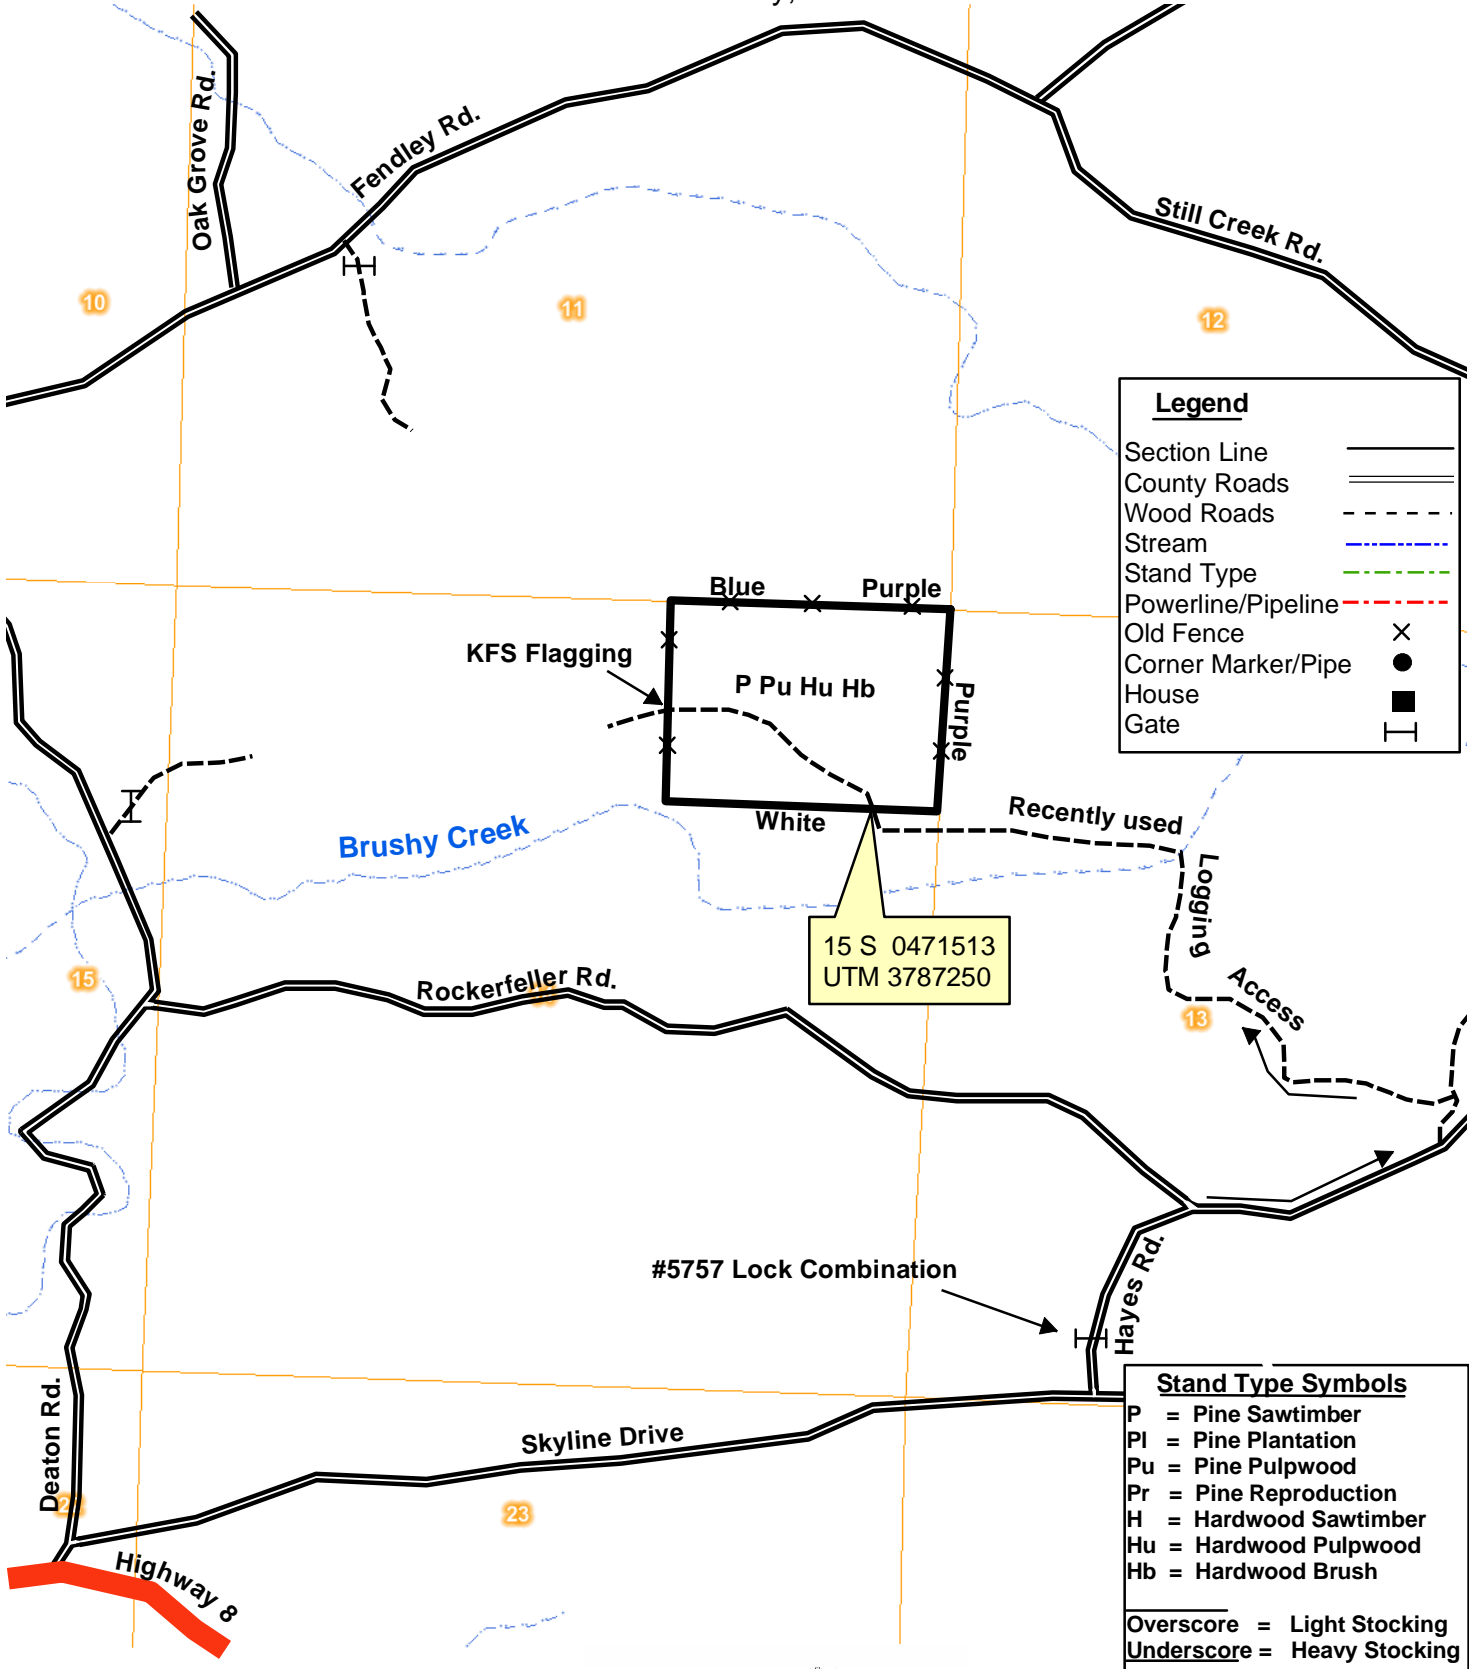 Oak Grove Rd.
Fendley Rd.
Still Creek Rd.
10
11
12
Legend
Section Line
County Roads
Wood Roads
Stream
Stand Type
Powerline/Pipeline
Old Fence
Corner Marker/Pipe
House
Gate
Blue
Purple
KFS Flagging
P Pu Hu Hb
Purple
White
Recently used
Brushy Creek
Logging
15 S 0471513
UTM 3787250
15
Rockerfeller Rd.
Access
13
#5757 Lock Combination
Hayes Rd.
Deaton Rd.
Skyline Drive
23
Highway 8
Stand Type Symbols
P = Pine Sawtimber
Pl = Pine Plantation
Pu = Pine Pulpwood
Pr = Pine Reproduction
H = Hardwood Sawtimber
Hu = Hardwood Pulpwood
Hb = Hardwood Brush
Overscore = Light Stocking
Underscore = Heavy Stocking